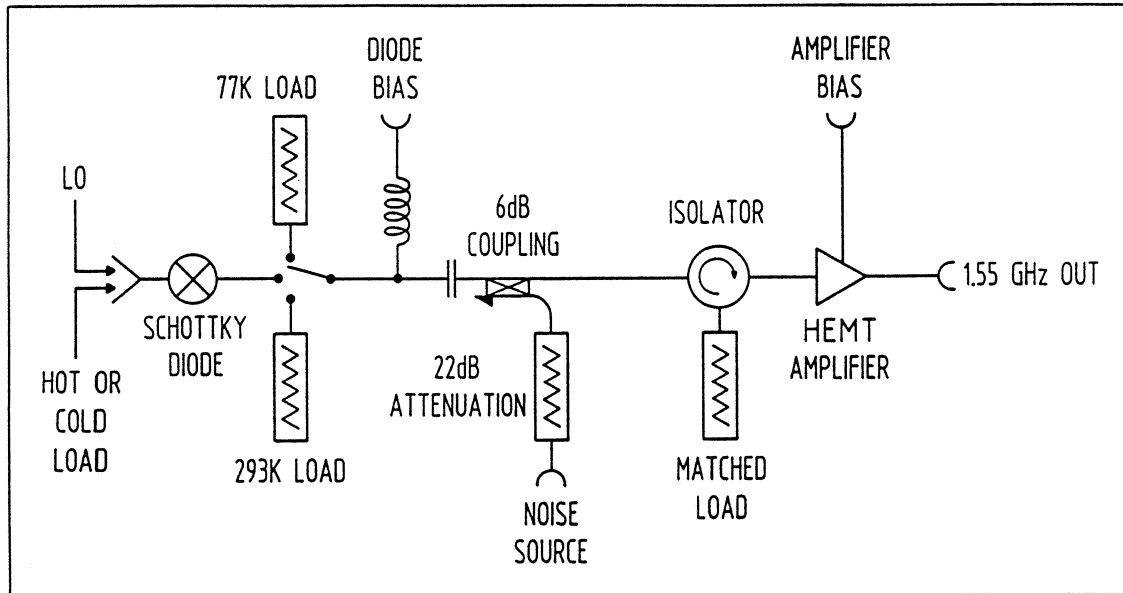 DIODE
BIAS
AMPLIFIER
BIAS
77K LOAD
LO
6dB
COUPLING
ISOLATOR
1.55 GHz OUT
SCHOTTKY
DIODE
HEMT
AMPLIFIER
HOT OR
COLD
LOAD
22dB
ATTENUATION
293K LOAD
MATCHED
LOAD
NOISE
SOURCE